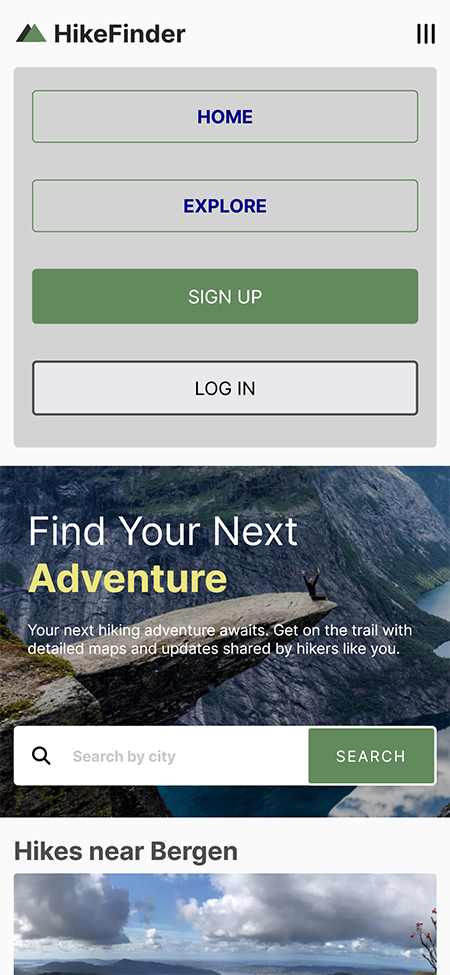 HikeFinder
HOME
EXPLORE
SIGN UP
LOG IN
Find Your Next
Adventure
Your next hiking adventure awaits. Get on the trail with
detailed maps and updates shared by hikers like you.
Search by city
SEARCH
Hikes near Bergen